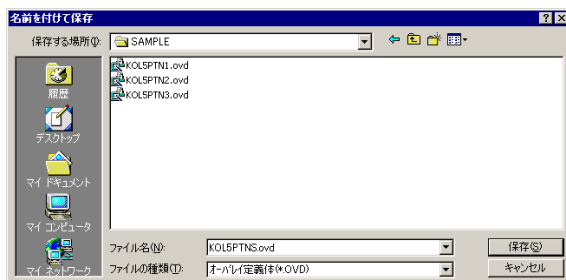 名前を付けて保存
保存する場所(I): SAMPLE
履歴
デスクトップ
マイ ドキュメント
マイ コンピュータ
マイ ネットワーク
KOL5PTN1.ovd
KOL5PTN2.ovd
KOL5PTN3.ovd
ファイル名(N): KOL5PTNS.ovd 保存(S)
ファイルの種類(T): オーバレイ定義体(*.OVD) キャンセル